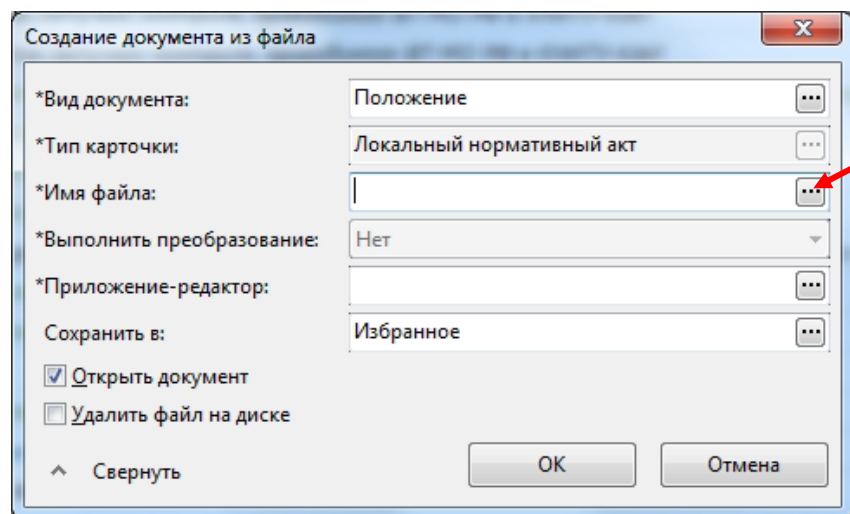 Создание документа из файла
*Вид документа: Положение
*Тип карточки: Локальный нормативный акт
*Имя файла:
*Выполнить преобразование: Нет
*Приложение-редактор:
Сохранить в: Избранное
Открыть документ
Удалить файл на диске
Свернуть ОК Отмена